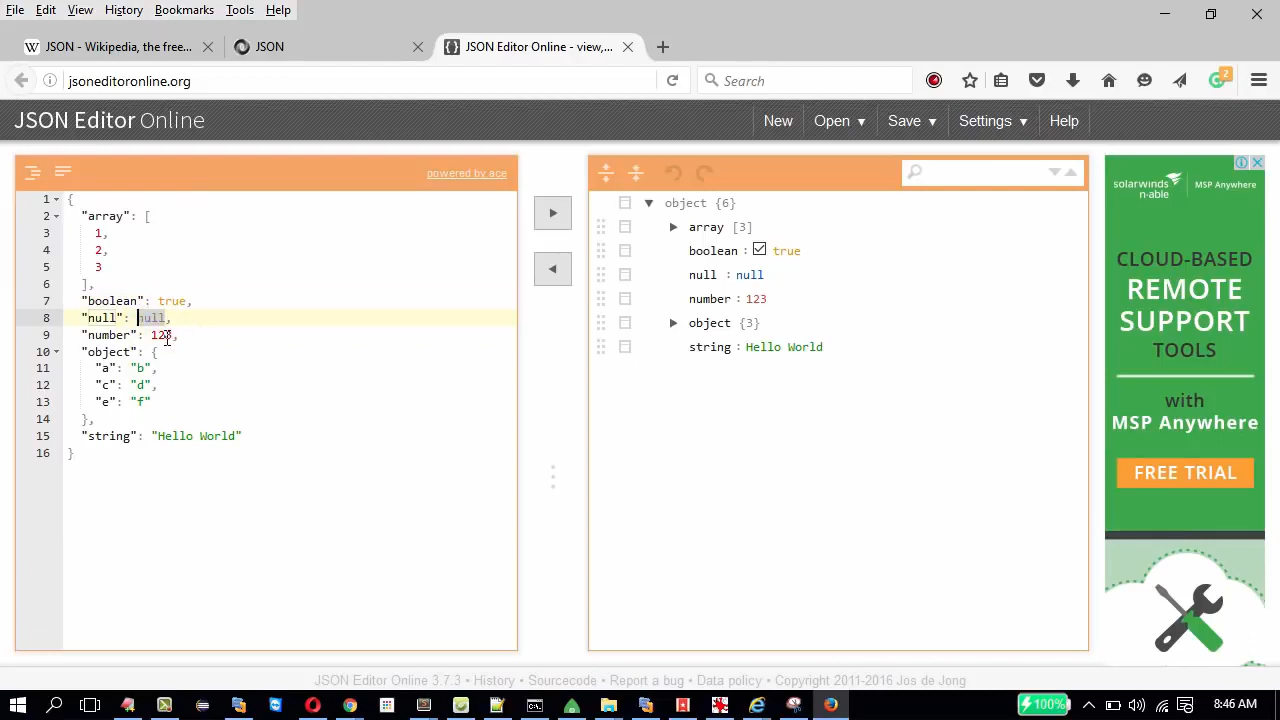 File Edit View History Bookmarks Tools Help
JSON - Wikipedia, the free...
JSON
JSON Editor Online - view,...
jsoneditoronline.org
Search
2
JSON Editor Online
New
Open
Save
Settings
Help
powered by ace
1 {
2 "array": [
3 1,
4 2,
5 3
6 ],
7 "boolean": true,
8 "null": null,
9 "number": 123,
10 "object": {
11 "a": "b",
12 "c": "d",
13 "e": "f"
14 },
15 "string": "Hello World"
16 }
object {6}
array [3]
boolean : true
null : null
number : 123
object {3}
string : Hello World
solarwinds
n-able
MSP Anywhere
CLOUD-BASED
REMOTE
SUPPORT
TOOLS
with
MSP Anywhere
FREE TRIAL
JSON Editor Online 3.7.3 • History • Sourcecode • Report a bug • Data policy • Copyright 2011-2016 Jos de Jong
100%
8:46 AM